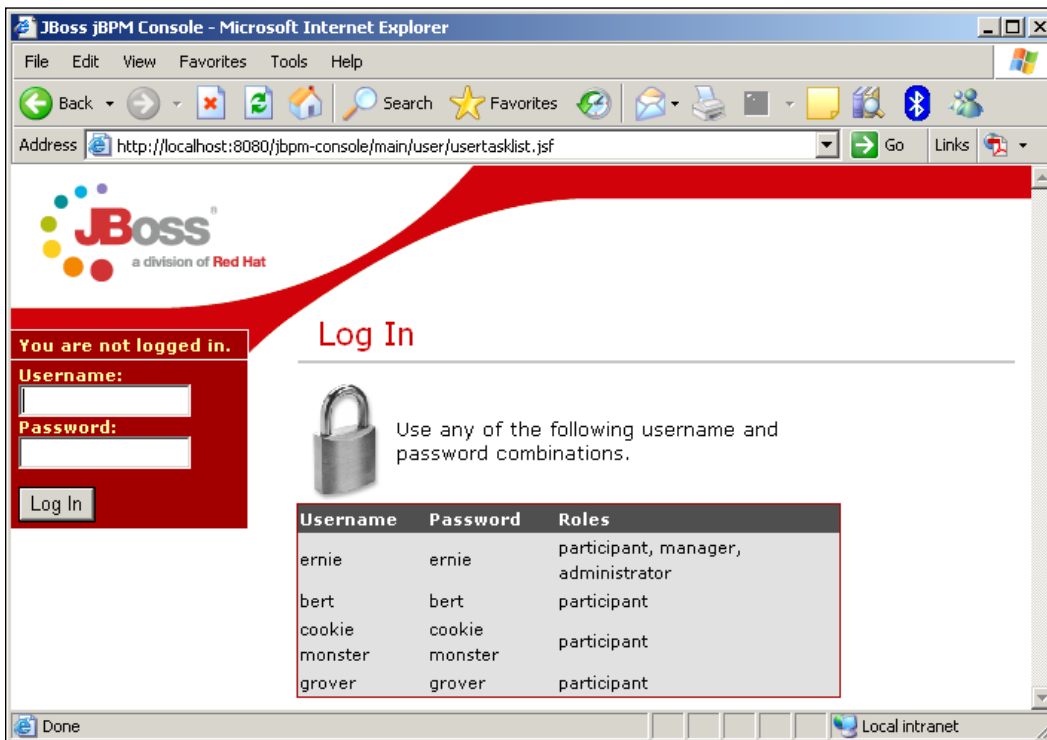 JBoss jBPM Console - Microsoft Internet Explorer
File Edit View Favorites Tools Help
Back Search Favorites
Address http://localhost:8080/jbpm-console/main/user/usertasklist.jsf Go Links
JBoss®
a division of Red Hat
Log In
You are not logged in.
Username:
Password:
Log In
Use any of the following username and
password combinations.
Username Password Roles
ernie ernie participant, manager,
administrator
bert bert participant
cookie cookie
participant
monster monster
grover grover participant
Done Local intranet